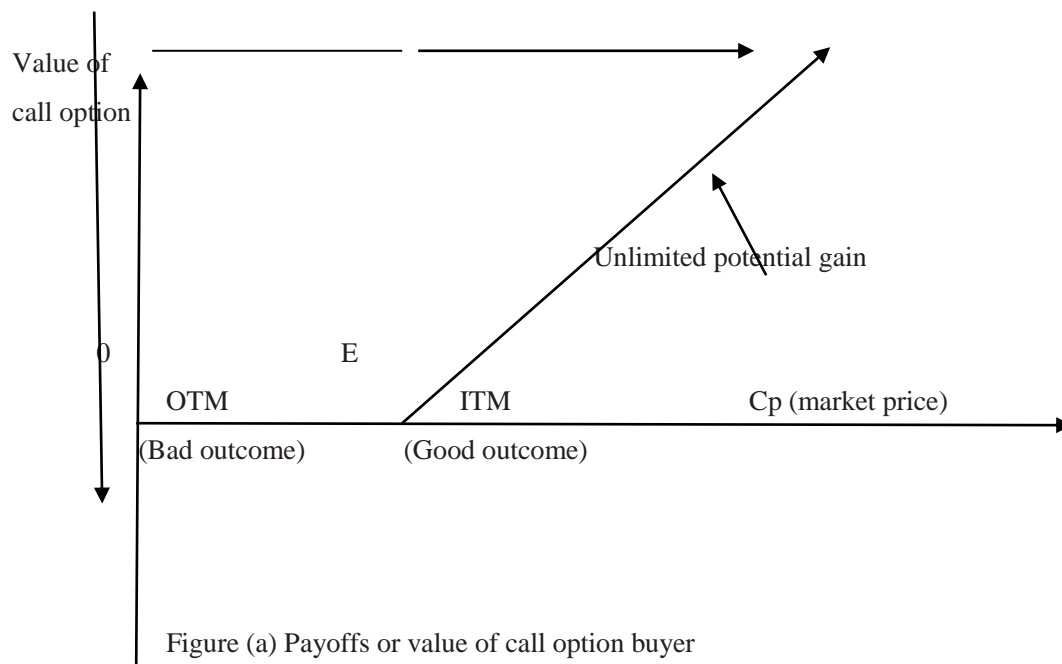 Value of
call option
Unlimited potential gain
0 E
OTM ITM Cp (market price)
(Bad outcome) (Good outcome)
Figure (a) Payoffs or value of call option buyer